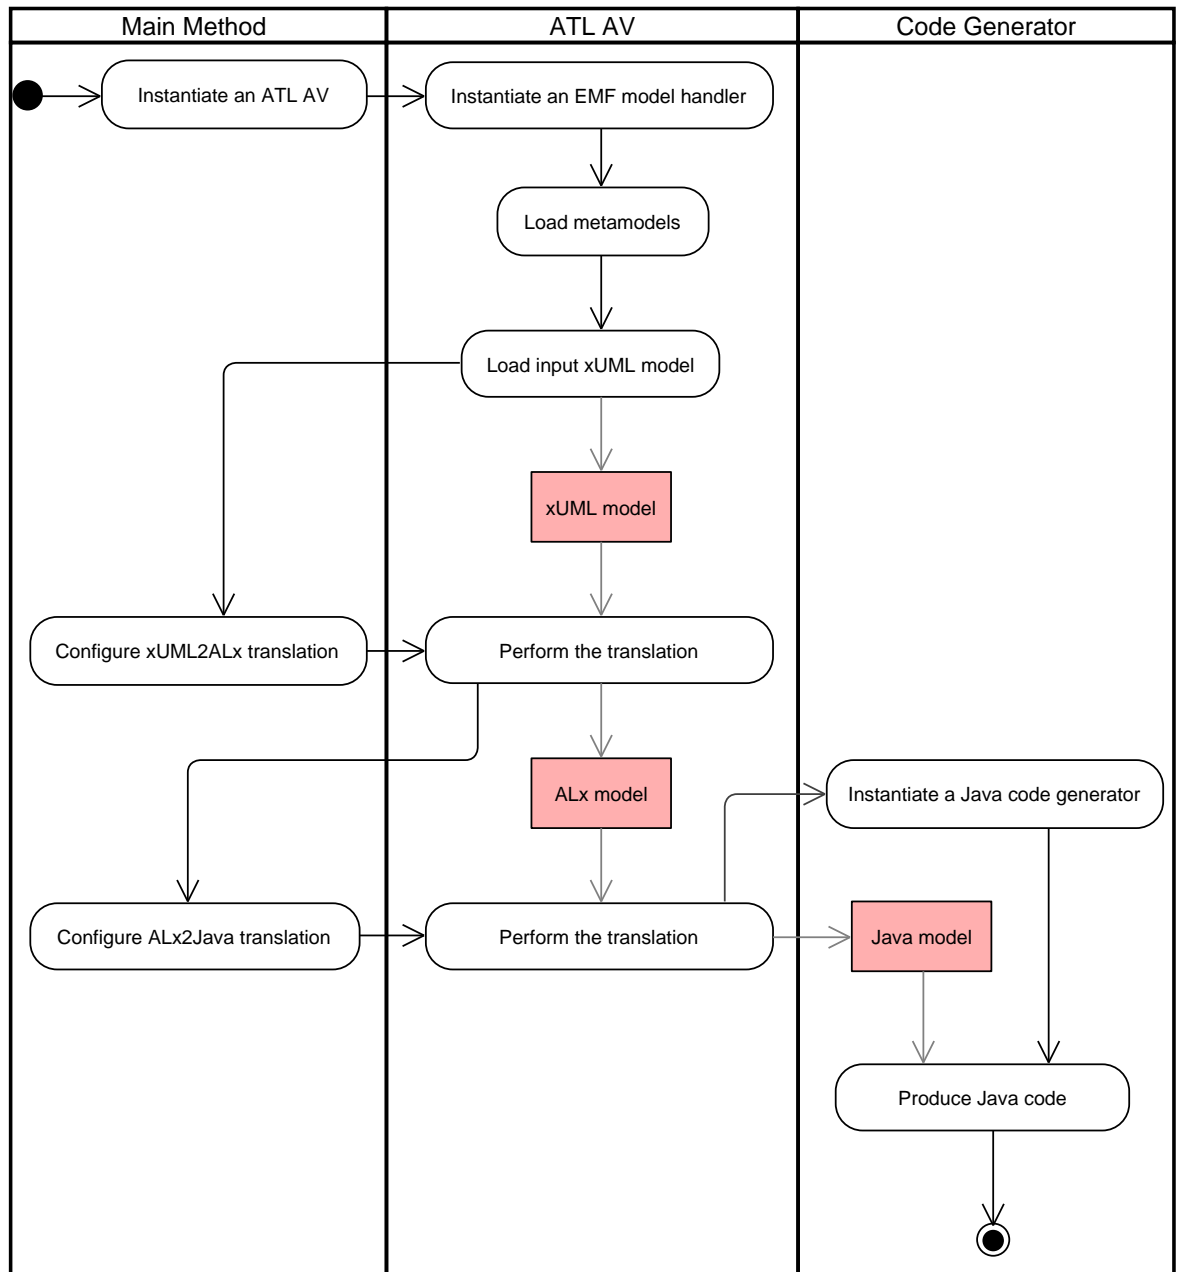 Main Method
ATL AV
Code Generator
Instantiate an ATL AV
Instantiate an EMF model handler
Load metamodels
Load input xUML model
xUML model
Configure xUML2ALx translation
Perform the translation
ALx model
Instantiate a Java code generator
Configure ALx2Java translation
Perform the translation
Java model
Produce Java code